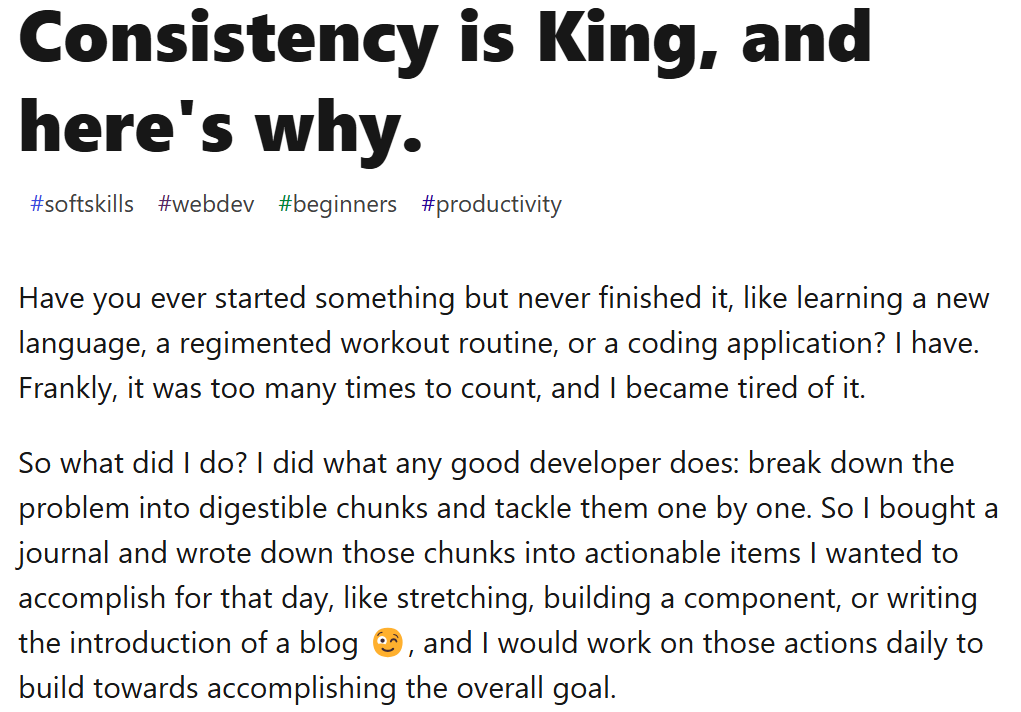 Consistency is King, and
here's why.
#softskills #webdev #beginners #productivity
Have you ever started something but never finished it, like learning a new
language, a regimented workout routine, or a coding application? I have.
Frankly, it was too many times to count, and I became tired of it.
So what did I do? I did what any good developer does: break down the
problem into digestible chunks and tackle them one by one. So I bought a
journal and wrote down those chunks into actionable items I wanted to
accomplish for that day, like stretching, building a component, or writing
the introduction of a blog 😉, and I would work on those actions daily to
build towards accomplishing the overall goal.